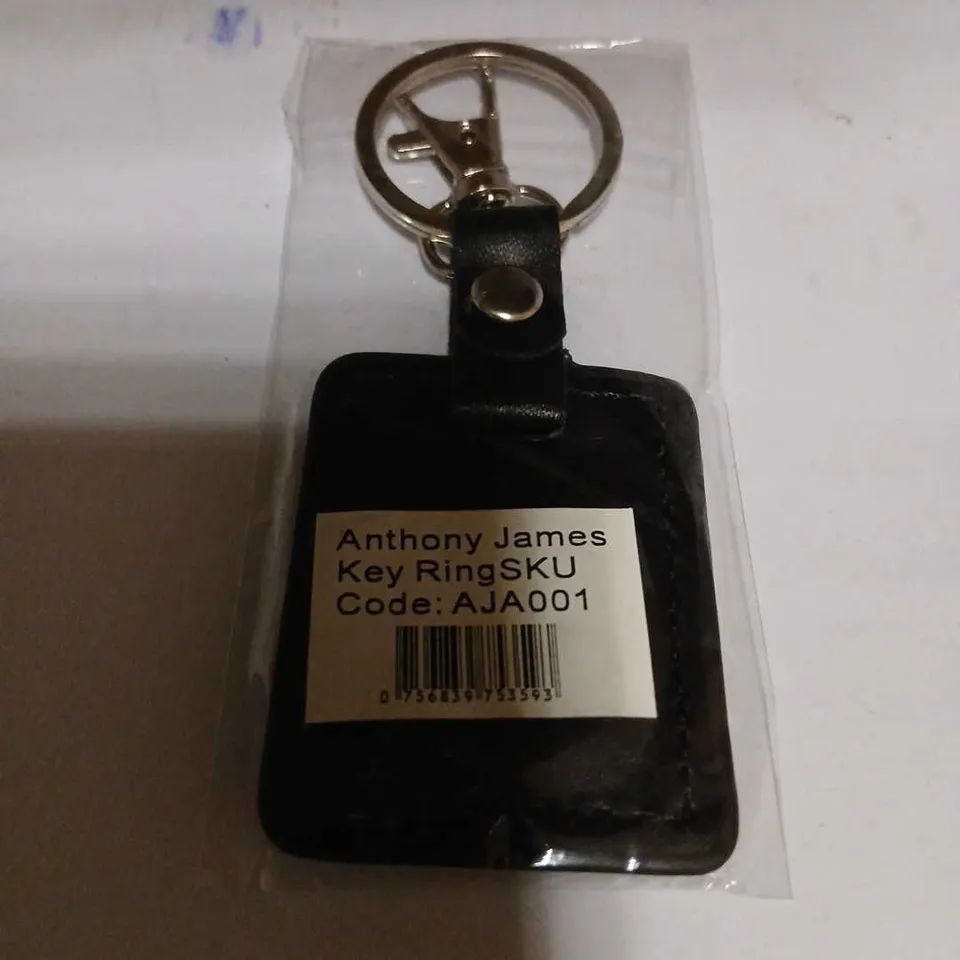 Anthony James
Key RingSKU
Code: AJA001
0 756839 753593